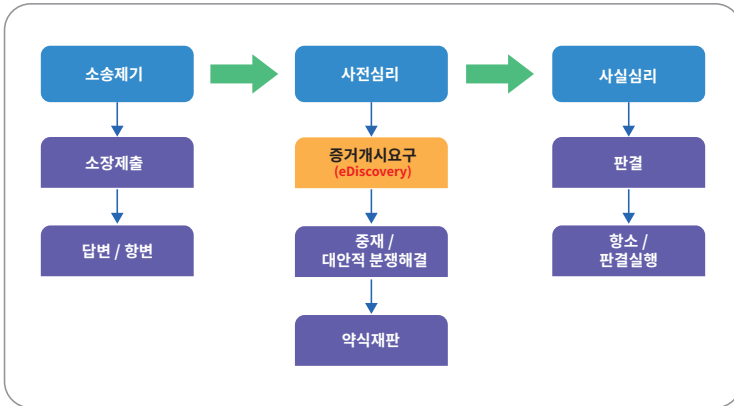 소송제기
소장제출
답변 / 항변
사전심리
증거개시요구
(eDiscovery)
중재 /
대안적 분쟁해결
약식재판
사실심리
판결
항소 /
판결실행